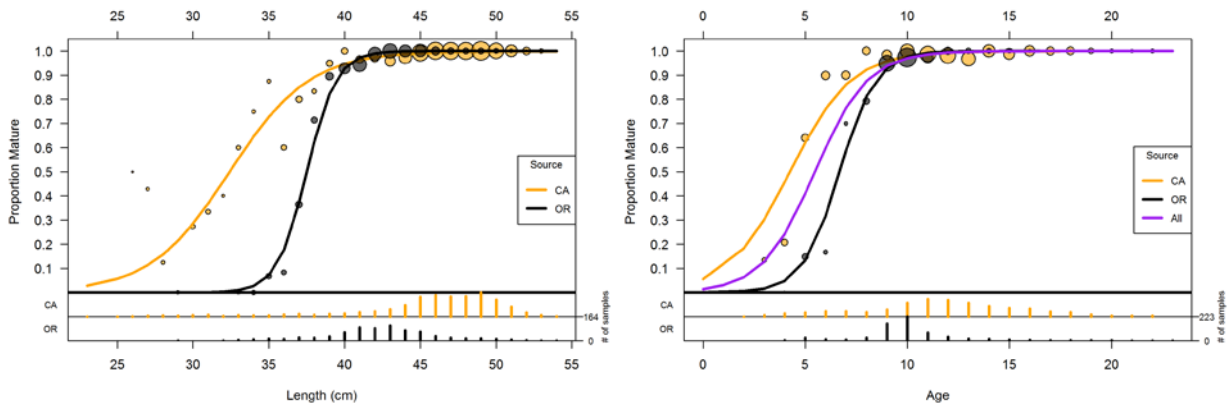 25 30 35 40 45 50 55
1.0
0.9
0.8
0.7
0.6
0.5
0.4
0.3
0.2
0.1
Proportion Mature
Source
CA
OR
CA
OR
164
0
# of samples
25 30 35 40 45 50 55
Length (cm)
0 5 10 15 20
1.0
0.9
0.8
0.7
0.6
0.5
0.4
0.3
0.2
0.1
Proportion Mature
Source
CA
OR
All
CA
OR
223
0
# of samples
0 5 10 15 20
Age